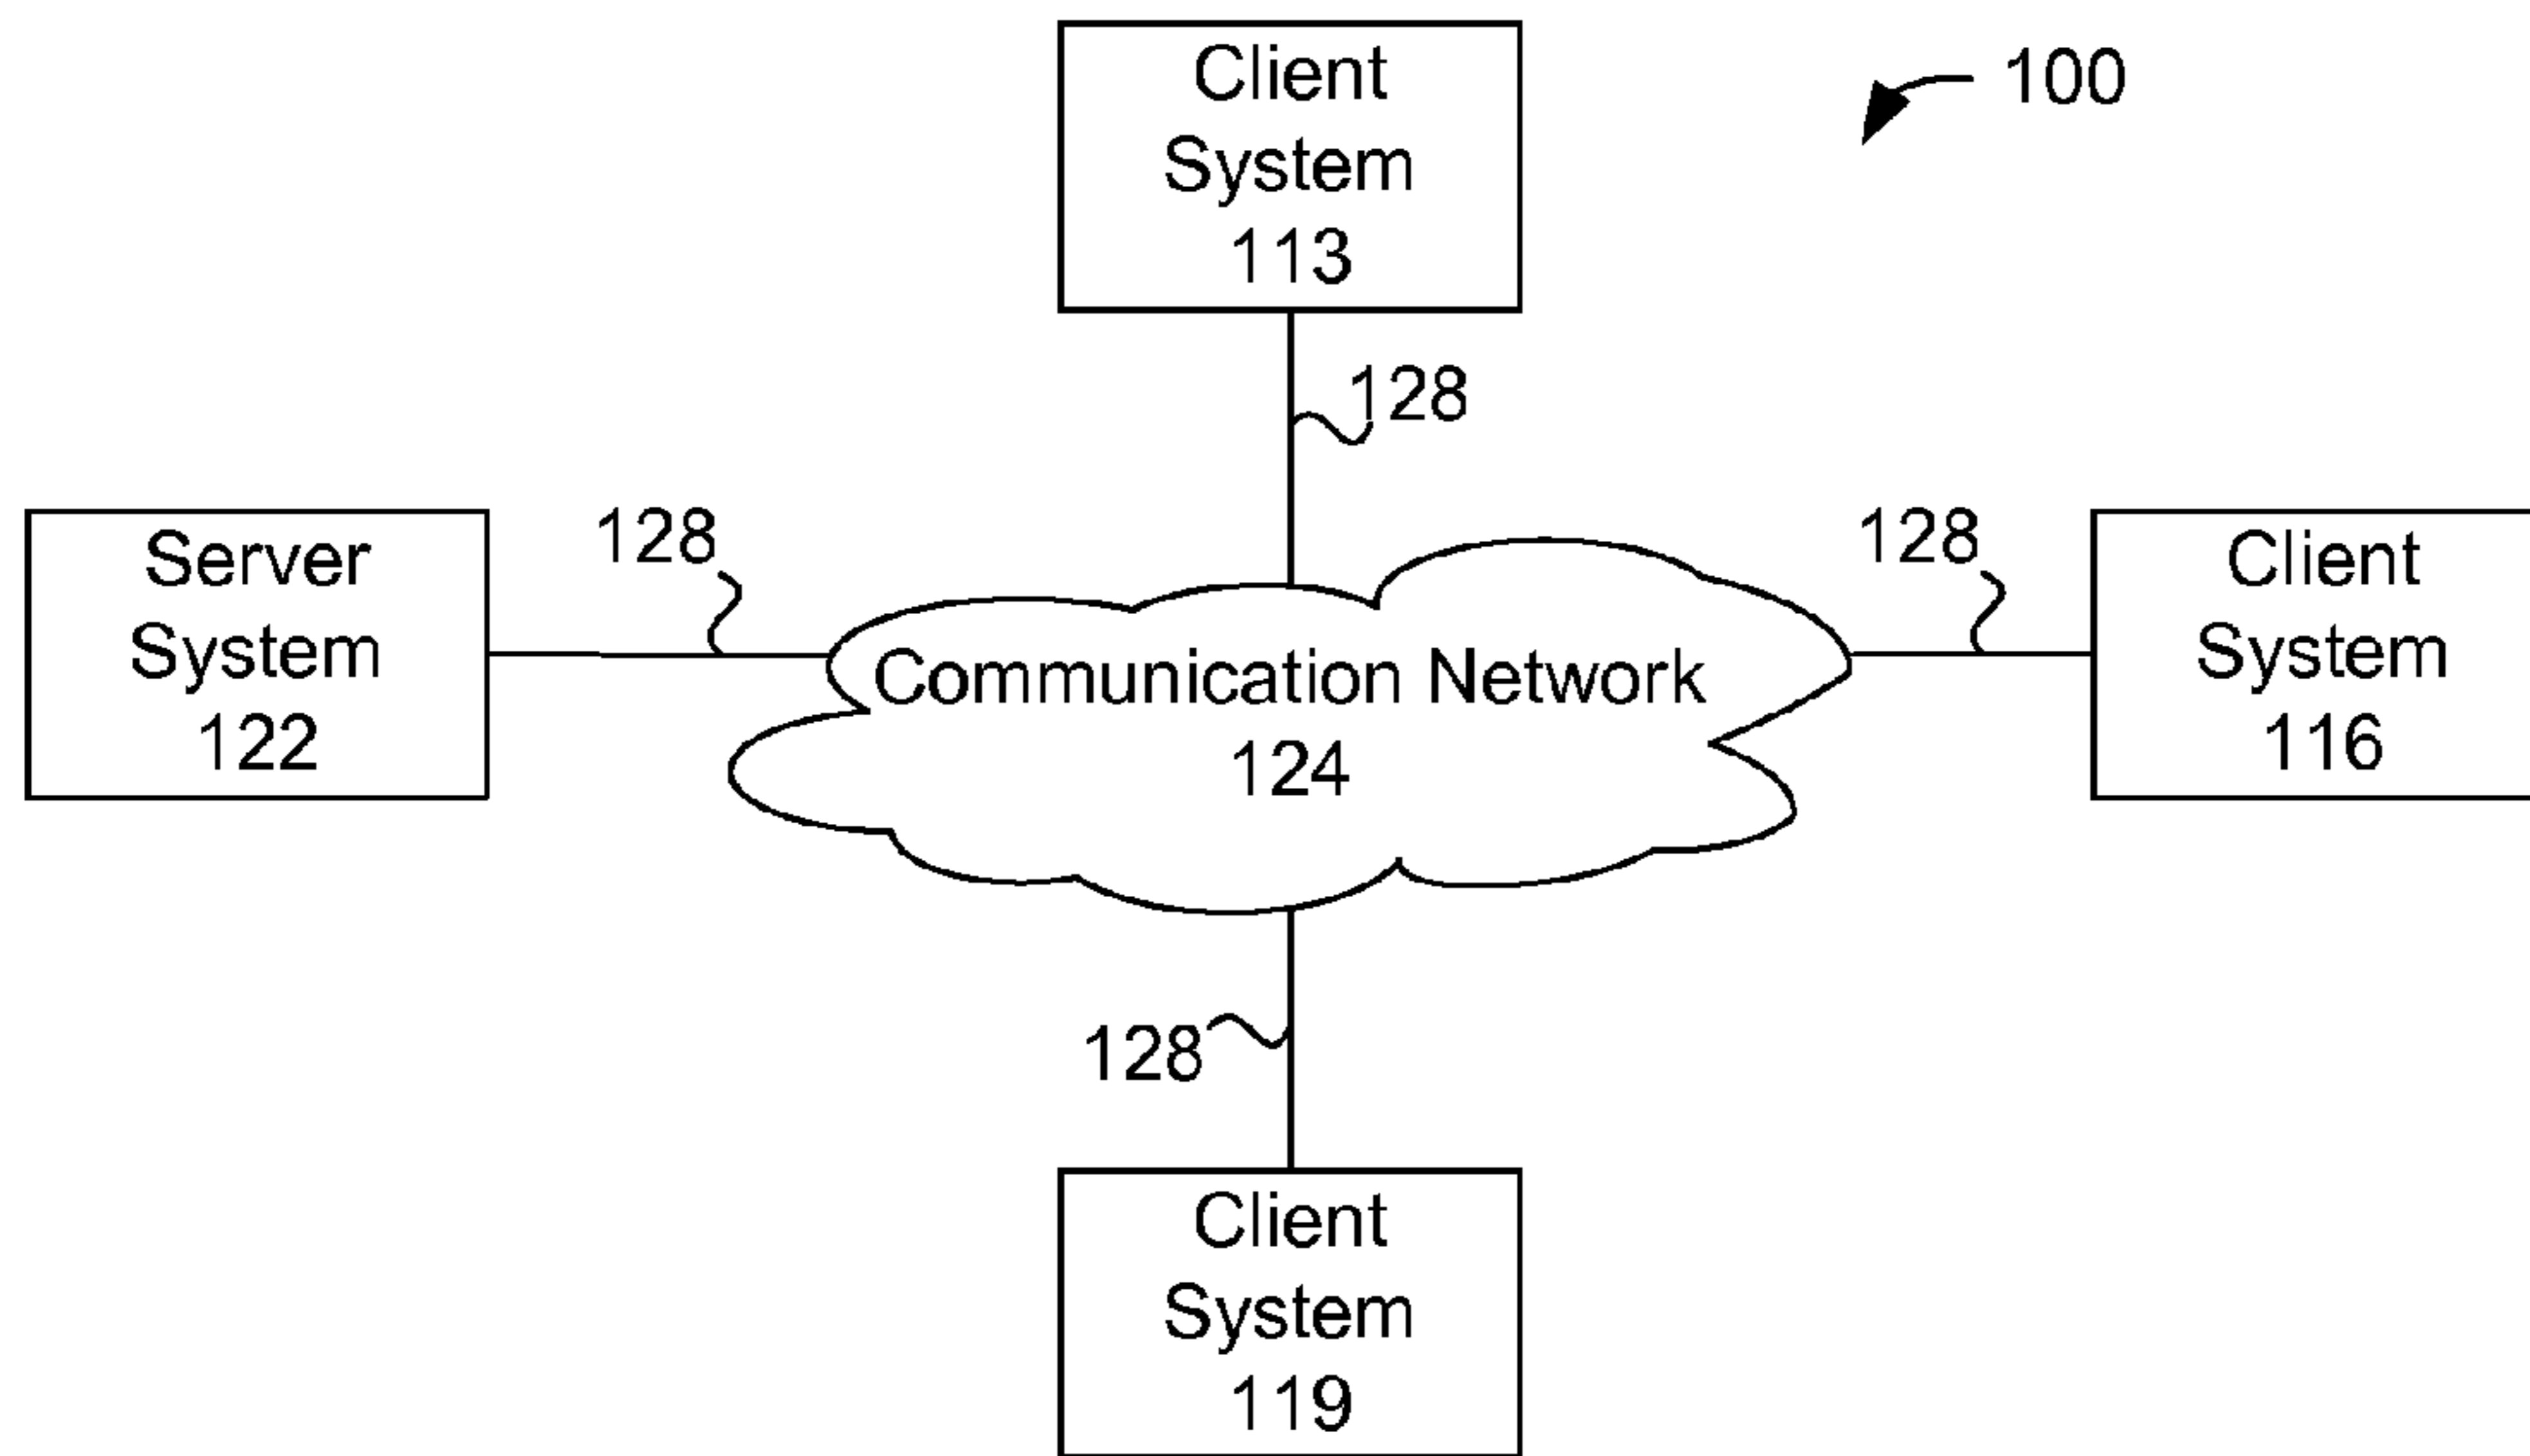 Client
System
113
100
128
Server
System
122
128
128
Client
System
116
Communication Network
124
128
Client
System
119